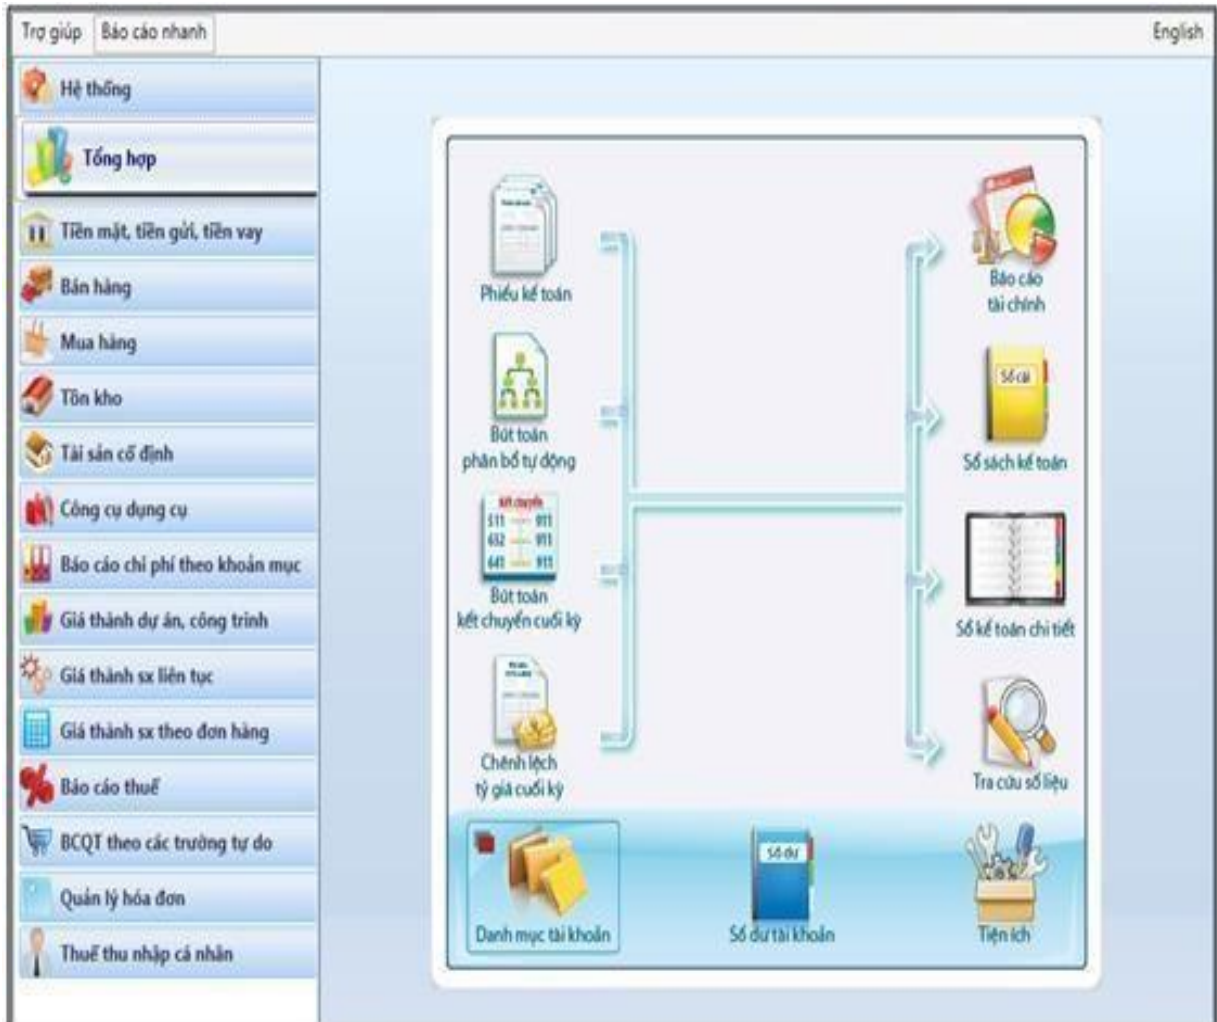 Trợ giúp
Báo cáo nhanh
English
Hệ thống
Tổng hợp
Tiền mặt, tiền gửi, tiền vay
Bán hàng
Mua hàng
Tồn kho
Tài sản cố định
Công cụ dụng cụ
Báo cáo chi phí theo khoản mục
Giá thành dự án, công trình
Giá thành sx liên tục
Giá thành sx theo đơn hàng
Báo cáo thuế
BCQT theo các trường tự do
Quản lý hóa đơn
Thuế thu nhập cá nhân
Phiếu kế toán
Bút toán
phân bổ tự động
Kết chuyển
511 911
632 911
641 911
Bút toán
kết chuyển cuối kỳ
Chênh lệch
tỷ giá cuối kỳ
Báo cáo
tài chính
Sổ cái
Sổ sách kế toán
Sổ kế toán chi tiết
Tra cứu số liệu
Danh mục tài khoản
Số dư
Số dư tài khoản
Tiện ích